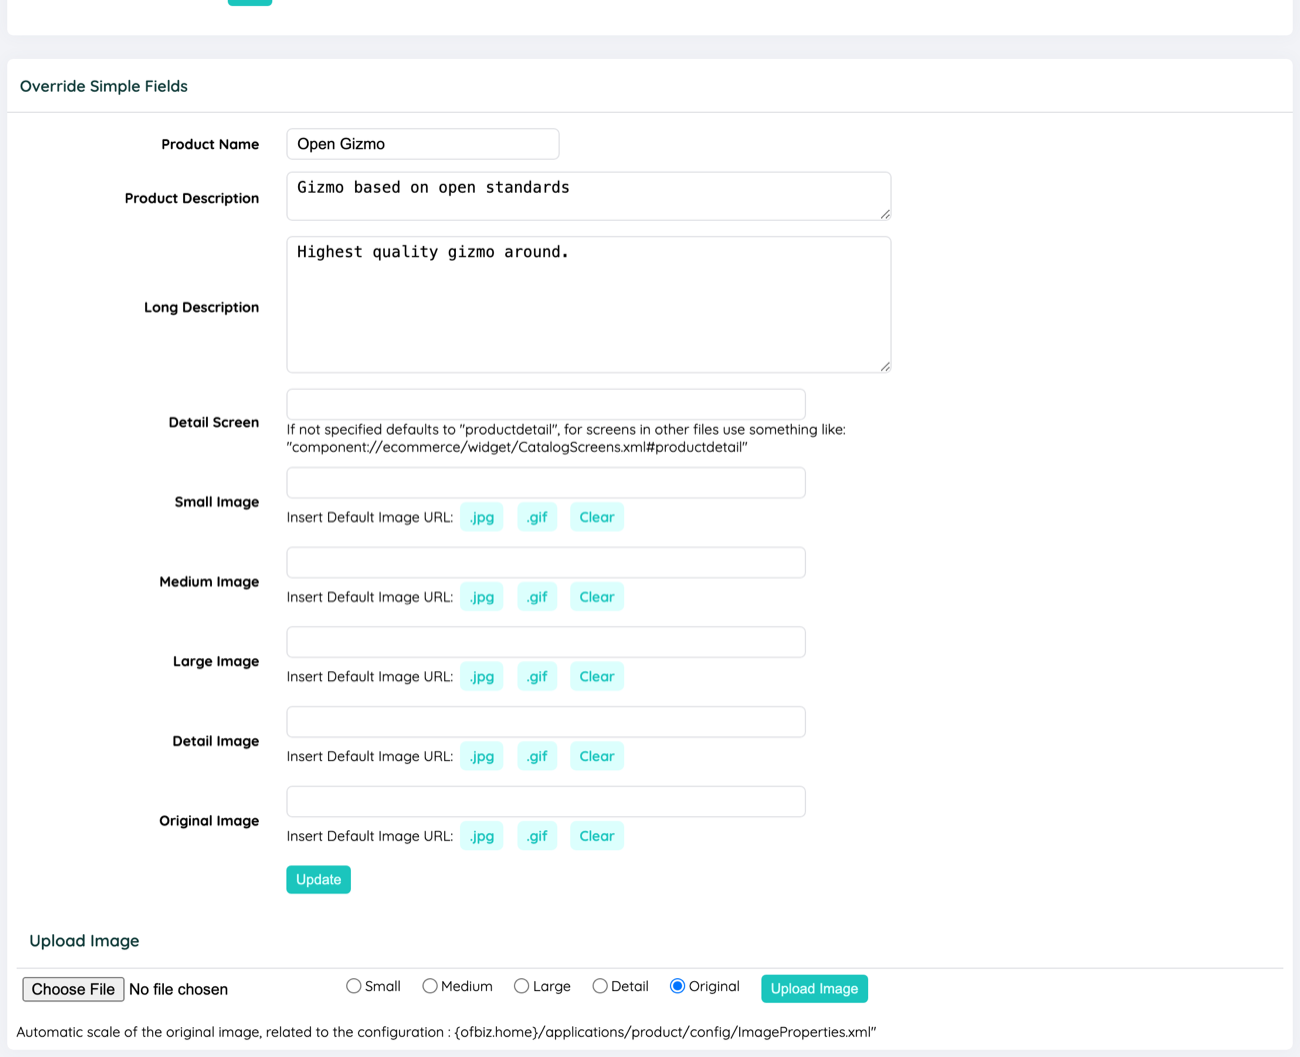 Override Simple Fields
Product Name
Open Gizmo
Product Description
Gizmo based on open standards
Long Description
Highest quality gizmo around.
Detail Screen
If not specified defaults to "productdetail", for screens in other files use something like:
"component://ecommerce/widget/CatalogScreens.xml#productdetail"
Small Image
Insert Default Image URL: .jpg .gif Clear
Medium Image
Insert Default Image URL: .jpg .gif Clear
Large Image
Insert Default Image URL: .jpg .gif Clear
Detail Image
Insert Default Image URL: .jpg .gif Clear
Original Image
Insert Default Image URL: .jpg .gif Clear
Update
Upload Image
Choose File No file chosen Small Medium Large Detail Original Upload Image
Automatic scale of the original image, related to the configuration : {ofbiz.home}/applications/product/config/ImageProperties.xml"